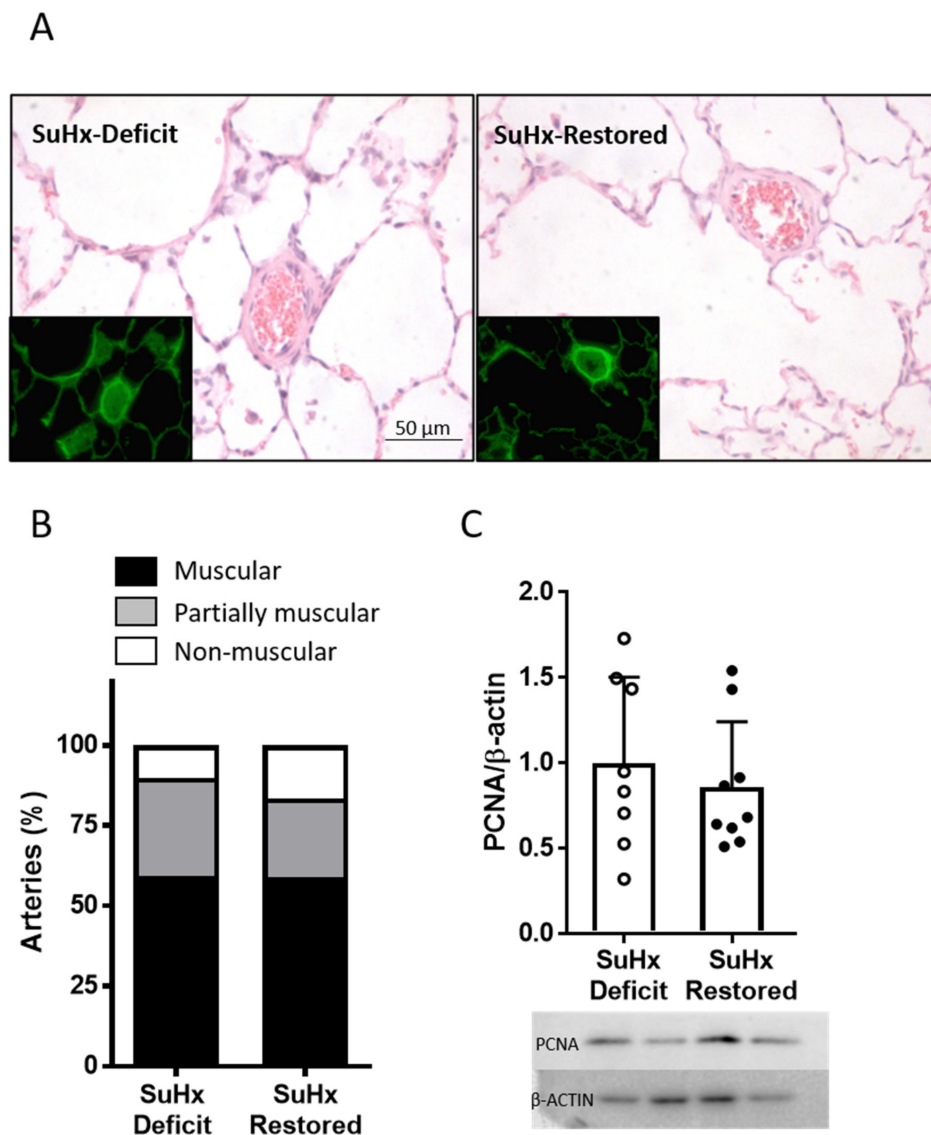 A
SuHx-Deficit
SuHx-Restored
50 µm
B
Muscular
Partially muscular
Non-muscular
Arteries (%)
100
75
50
25
0
SuHx
Deficit
SuHx
Restored
C
PCNA/β-actin
2.0
1.5
1.0
0.5
0.0
SuHx
Deficit
SuHx
Restored
PCNA
β-ACTIN